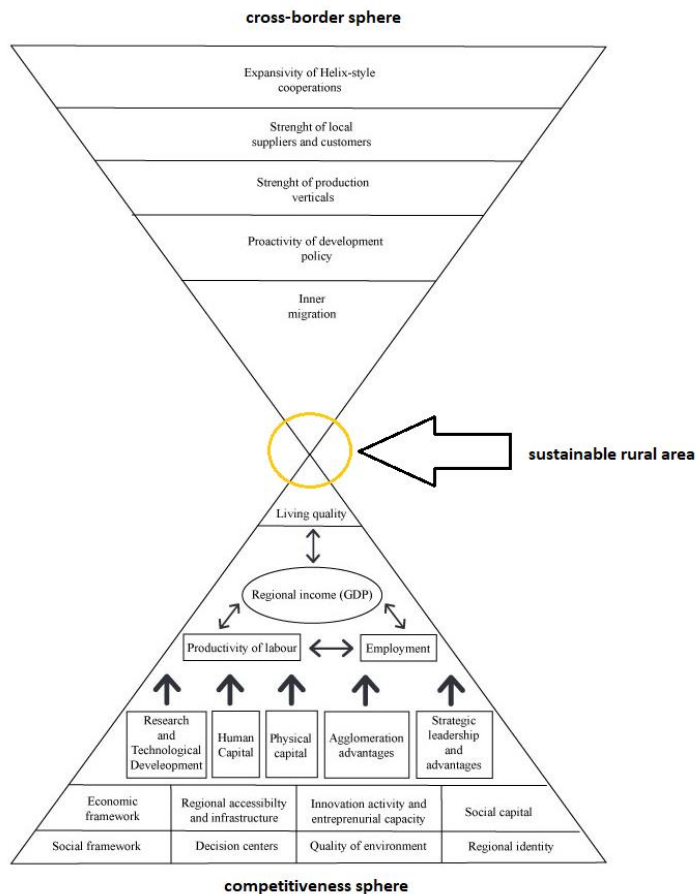 cross-border sphere
Expansivity of Helix-style
cooperations
Strenght of local
suppliers and customers
Strenght of production
verticals
Proactivity of development
policy
Inner
migration
sustainable rural area
Living quality
Regional income (GDP)
Productivity of labour
Employment
Research
and
Technological
Develeopment
Human
Capital
Physical
capital
Agglomeration
advantages
Strategic
leadership
and
advantages
Economic
framework
Regional accessibilty
and infrastructure
Innovation activity and
entreprenurial capacity
Social capital
Social framework
Decision centers
Quality of environment
Regional identity
competitiveness sphere